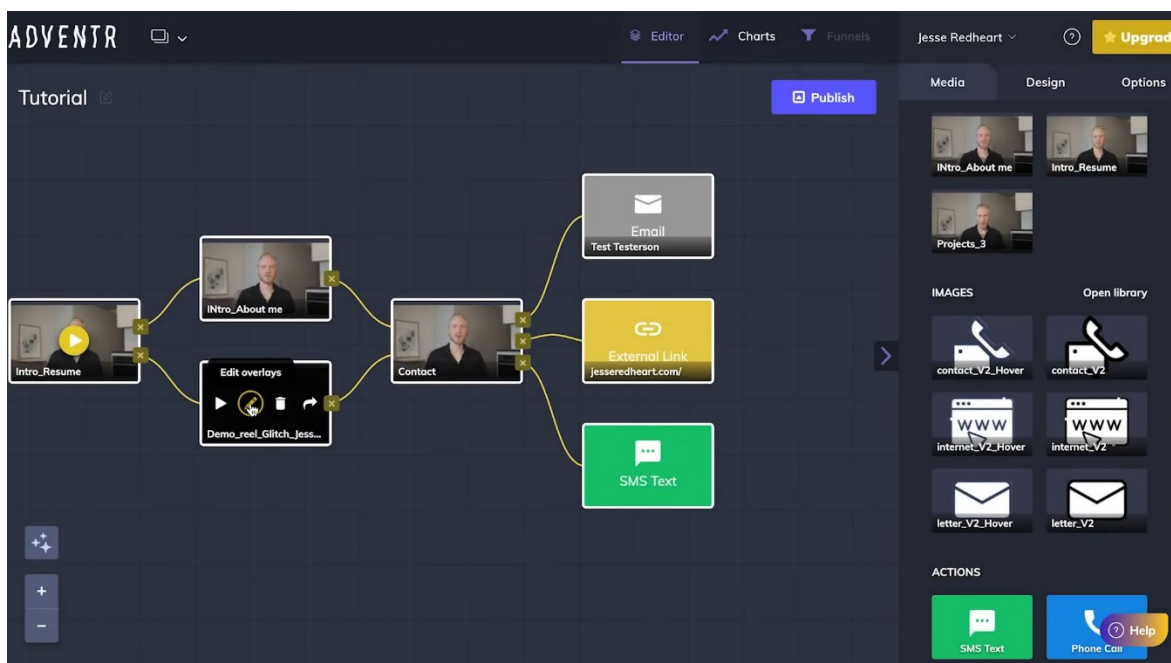 ADVENTR
Editor
Charts
Funnels
Jesse Redheart
Upgrad
Tutorial
Publish
Media
Design
Options
INtro_About me
Intro_Resume
Projects_3
IMAGES
Open library
contact_V2_Hover
contact_V2
WWW
WWW
internet_V2_Hover
internet_V2
letter_V2_Hover
letter_V2
ACTIONS
SMS Text
Phone Call
Help
Intro_Resume
INtro_About me
Edit overlays
Demo_reel_Glitch_Jess...
Contact
Email
Test Testerson
External Link
jesseredheart.com/
SMS Text